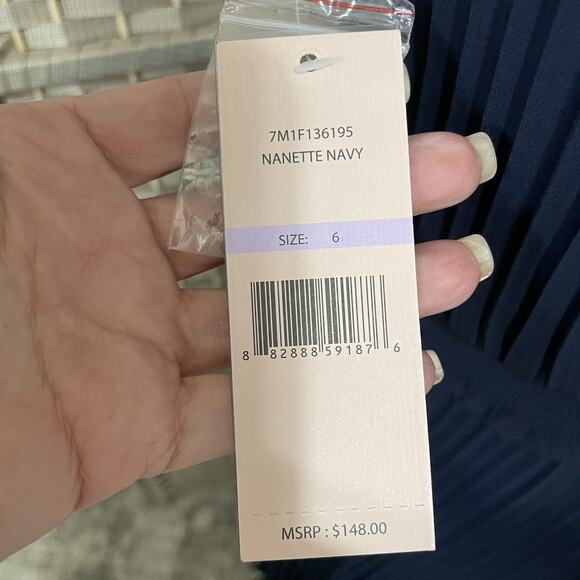 7M1F136195
NANETTE NAVY
SIZE: 6
8 82888 59187 6
MSRP : $148.00